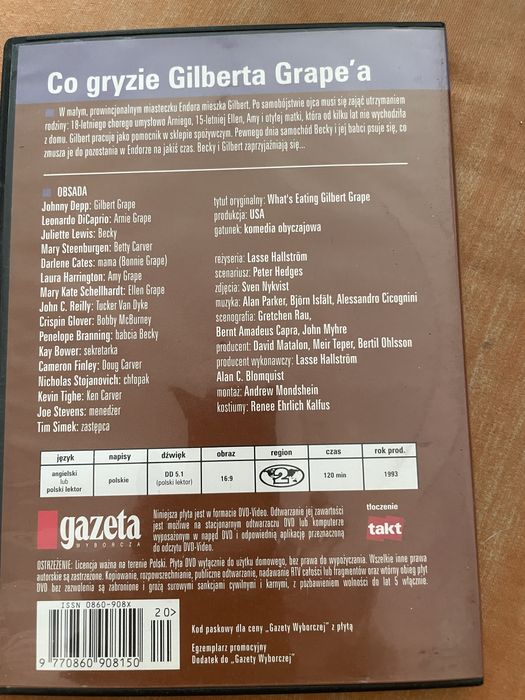 Co gryzie Gilberta Grape'a
W małym, prowincjonalnym miasteczku Endora mieszka Gilbert. Po samobójstwie ojca musi się zająć utrzymaniem
rodziny: 18-letniego chorego umysłowo Arniego, 15-letniej Ellen, Amy i otyłej matki, która od kilku lat nie wychodziła
z domu. Gilbert pracuje jako pomocnik w sklepie spożywczym. Pewnego dnia samochód Becky i jej babci psuje się, co
zmusza je do pozostania w Endorze na jakiś czas. Becky i Gilbert zaprzyjaźniają się...
OBSADA
Johnny Depp: Gilbert Grape
Leonardo DiCaprio: Arnie Grape
Juliette Lewis: Becky
Mary Steenburgen: Betty Carver
Darlene Cates: mama (Bonnie Grape)
Laura Harrington: Amy Grape
Mary Kate Schellhardt: Ellen Grape
John C. Reilly: Tucker Van Dyke
Crispin Glover: Bobby McBurney
Penelope Branning: babcia Becky
Kay Bower: sekretarka
Cameron Finley: Doug Carver
Nicholas Stojanovich: chłopak
Kevin Tighe: Ken Carver
Joe Stevens: menedżer
Tim Simek: zastępca
tytuł oryginalny: What's Eating Gilbert Grape
produkcja: USA
gatunek: komedia obyczajowa
reżyseria: Lasse Hallström
scenariusz: Peter Hedges
zdjęcia: Sven Nykvist
muzyka: Alan Parker, Björn Isfält, Alessandro Cicognini
scenografia: Gretchen Rau,
Bernt Amadeus Capra, John Myhre
producent: David Matalon, Meir Teper, Bertil Ohlsson
producent wykonawczy: Lasse Hallström
Alan C. Blomquist
montaż: Andrew Mondshein
kostiumy: Renee Ehrlich Kalfus
język napisy dźwięk obraz region czas rok prod.
angielski
lub
polski lektor
polskie
DD 5.1
(polski lektor)
16:9
2
120 min
1993
gazeta
WYBORCZA
Niniejsza płyta jest w formacie DVD-Video. Odtwarzanie jej zawartości
jest możliwe na stacjonarnym odtwarzaczu DVD lub komputerze
wyposażonym w napęd DVD i odpowiednią aplikację przeznaczoną
do odczytu DVD-Video.
tłoczenie
takt
OSTRZEŻENIE: Licencja ważna na terenie Polski. Płyta DVD wyłącznie do użytku domowego, bez prawa do wypożyczania. Wszelkie inne prawa
autorskie są zastrzeżone. Kopiowanie, rozpowszechnianie, publiczne odtwarzanie, nadawanie RTV całości lub fragmentów oraz wtórny obieg płyt
DVD bez zezwolenia są zabronione i grożą surowymi sankcjami cywilnymi i karnymi, z pozbawieniem wolności do lat 5 włącznie.
ISSN 0860-908X
20>
9 770860 908150
Kod paskowy dla ceny „Gazety Wyborczej” z płytą
Egzemplarz promocyjny
Dodatek do „Gazety Wyborczej”